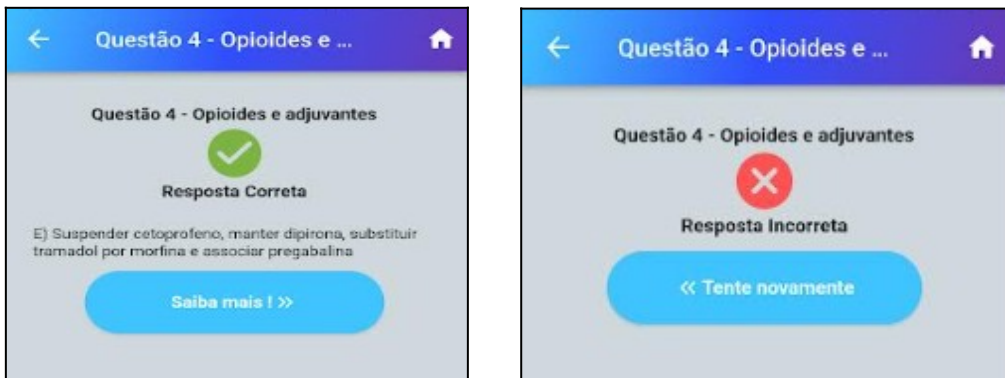 Questão 4 - Opioides e ...
Questão 4 - Opioides e adjuvantes
Resposta Correta
E) Suspender cetoprofeno, manter dipirona, substituir
tramadol por morfina e associar pregabalina
Saiba mais ! »
Questão 4 - Opioides e ...
Questão 4 - Opioides e adjuvantes
Resposta Incorreta
« Tente novamente